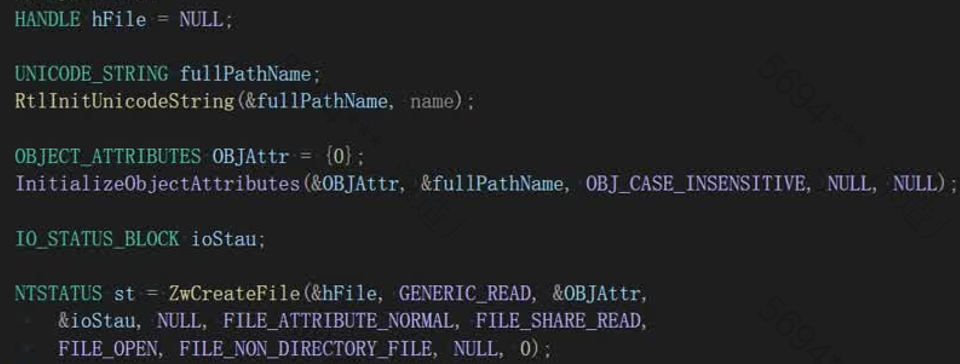 HANDLE hFile = NULL;
UNICODE_STRING fullPathName;
RtlInitUnicodeString(&fullPathName, name);
OBJECT_ATTRIBUTES OBJAttr = {0};
InitializeObjectAttributes(&OBJAttr, &fullPathName, OBJ_CASE_INSENSITIVE, NULL, NULL);
IO_STATUS_BLOCK ioStau;
NTSTATUS st = ZwCreateFile(&hFile, GENERIC_READ, &OBJAttr,
&ioStau, NULL, FILE_ATTRIBUTE_NORMAL, FILE_SHARE_READ,
FILE_OPEN, FILE_NON_DIRECTORY_FILE, NULL, 0);